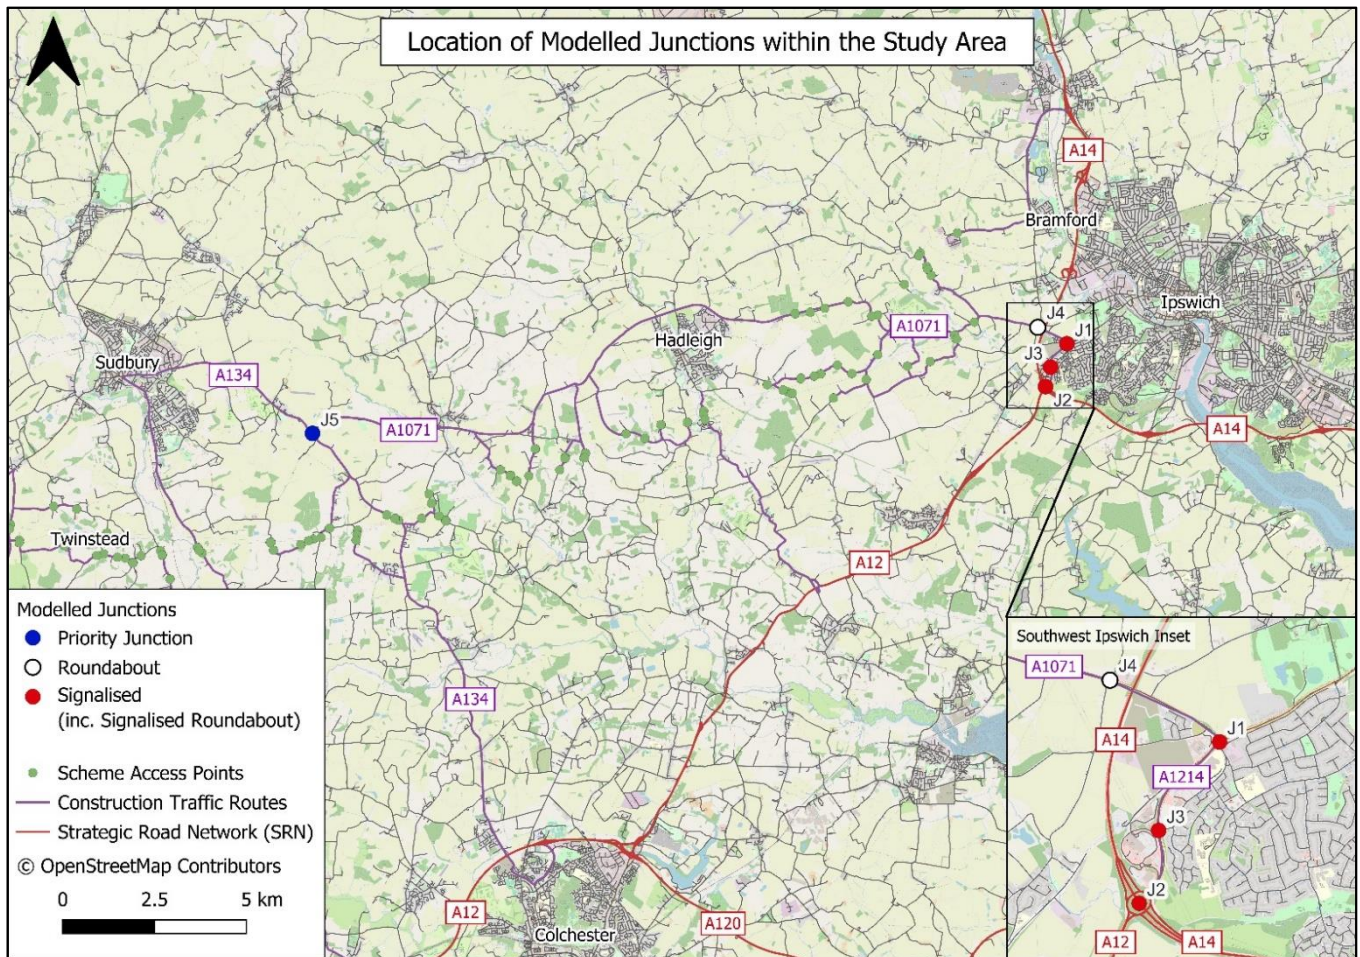 Location of Modelled Junctions within the Study Area
A14
Bramford
Ipswich
J4
A1071
J1
Hadleigh
J3
Sudbury
A134
J2
J5
A1071
A14
Twinstead
A12
Modelled Junctions
Priority Junction
Roundabout
Signalised
(inc. Signalised Roundabout)
Scheme Access Points
Construction Traffic Routes
Strategic Road Network (SRN)
© OpenStreetMap Contributors
0 2.5 5 km
A134
A12
Colchester
A120
Southwest Ipswich Inset
A1071
J4
A14
J1
A1214
J3
J2
A12
A14